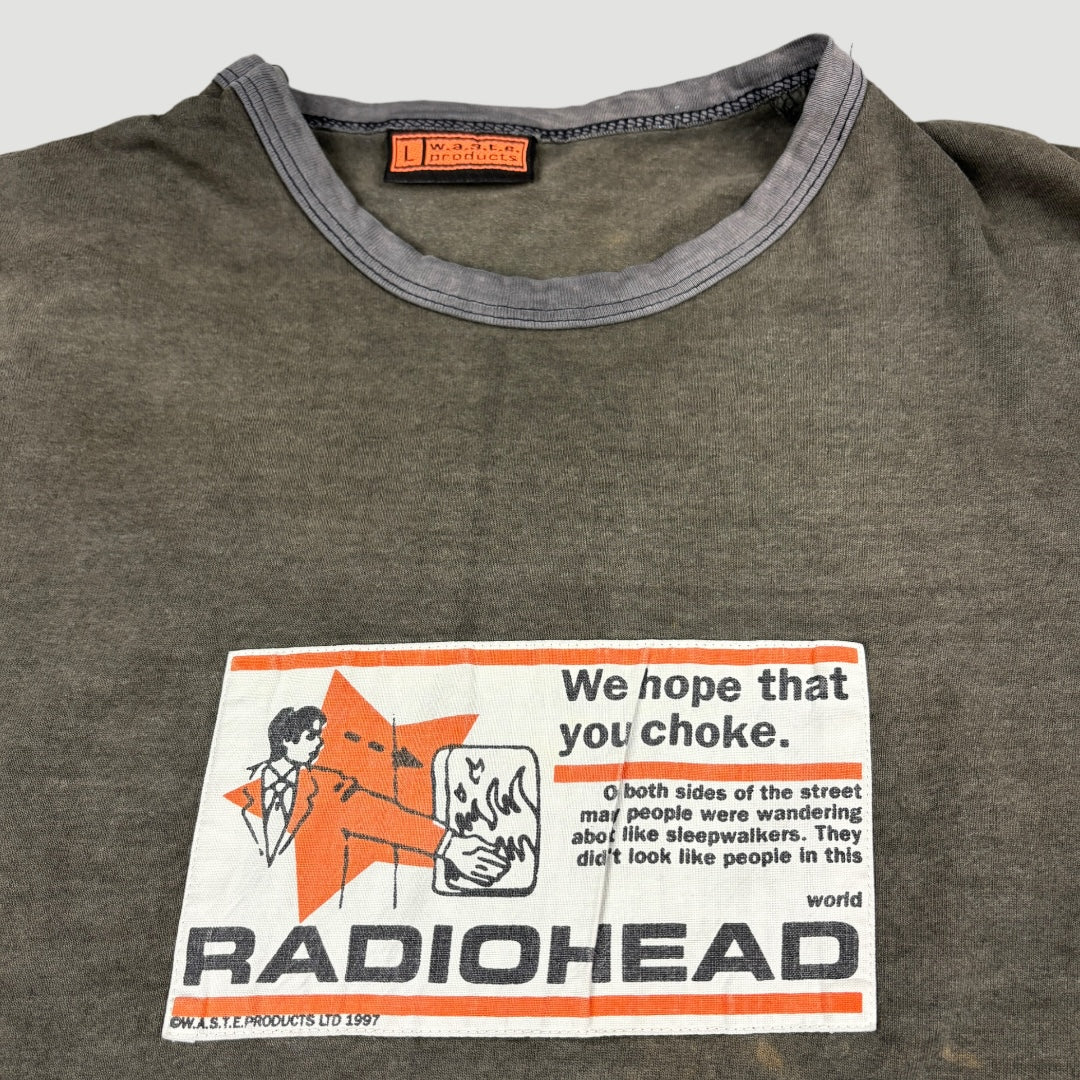 L w.a.s.t.e.
products
We hope that
you choke.
O both sides of the street
mar people were wandering
abot like sleepwalkers. They
did't look like people in this
world
RADIOHEAD
©W.A.S.T.E.PRODUCTS LTD 1997